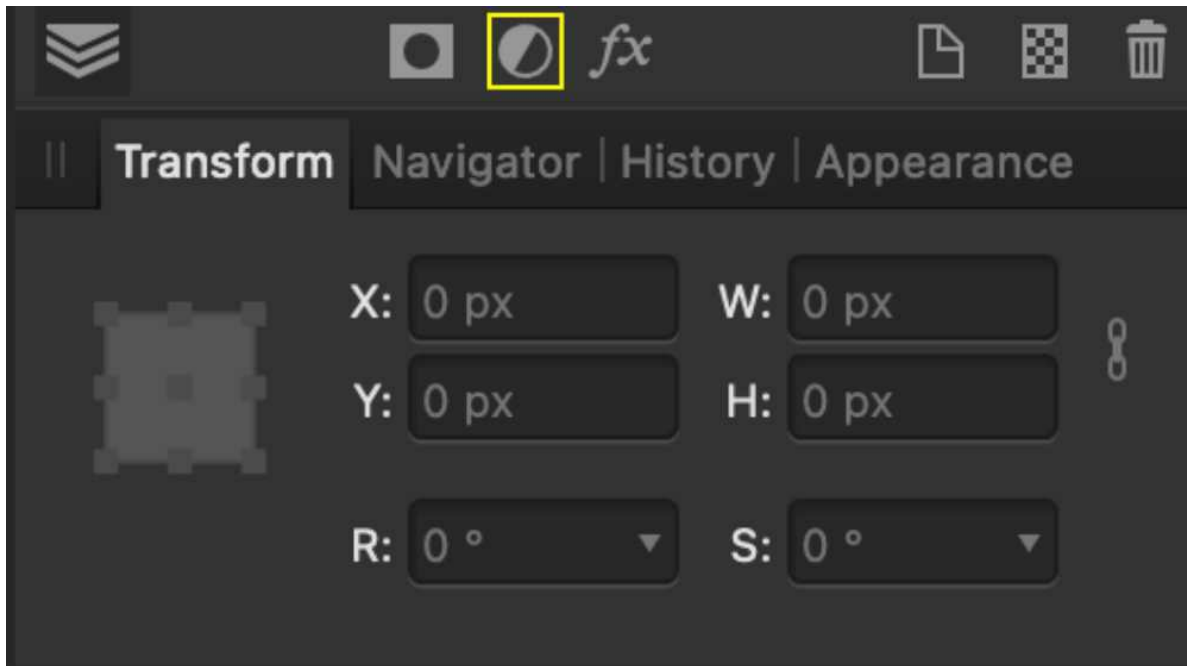 fx
Transform Navigator | History | Appearance
X: 0 px W: 0 px
Y: 0 px H: 0 px
R: 0 ° S: 0 °